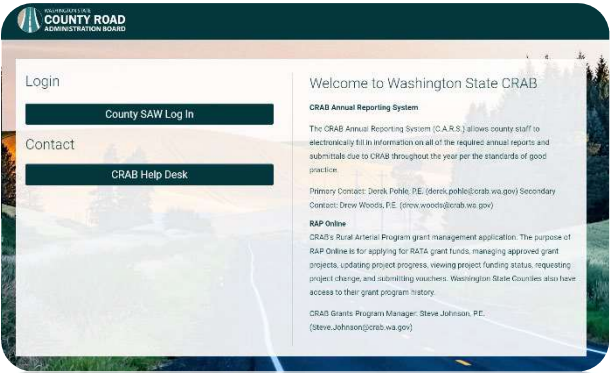 WASHINGTON STATE
COUNTY ROAD
ADMINISTRATION BOARD
Login
County SAW Log In
Contact
CRAB Help Desk
Welcome to Washington State CRAB
CRAB Annual Reporting System
The CRAB Annual Reporting System (C.A.R.S.) allows county staff to
electronically fill in information on all of the required annual reports and
submittals due to CRAB throughout the year per the standards of good
practice.
Primary Contact: Derek Pohle, P.E. (derek.pohle@crab.wa.gov) Secondary
Contact: Drew Woods, P.E. (drew.woods@crab.wa.gov)
RAP Online
CRAB's Rural Arterial Program grant management application. The purpose of
RAP Online is for applying for RATA grant funds, managing approved grant
projects, updating project progress, viewing project funding status, requesting
project change, and submitting vouchers. Washington State Counties also have
access to their grant program history.
CRAB Grants Program Manager: Steve Johnson, P.E.
(Steve.Johnson@crab.wa.gov)